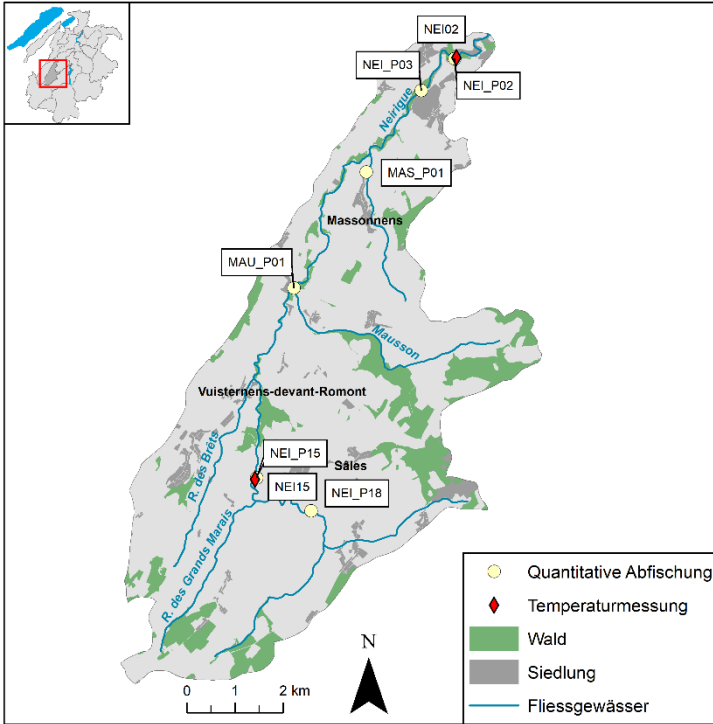 NEI02
NEI_P03
NEI_P02
Neirigue
MAS_P01
Massonnens
MAU_P01
Mausson
Vuisternens-devant-Romont
R. des Brêts
NEI_P15
Sâles
NEI15
NEI_P18
R. des Grands Marais
Quantitative Abfischung
Temperaturmessung
Wald
Siedlung
Fliessgewässer
N
0 1 2 km